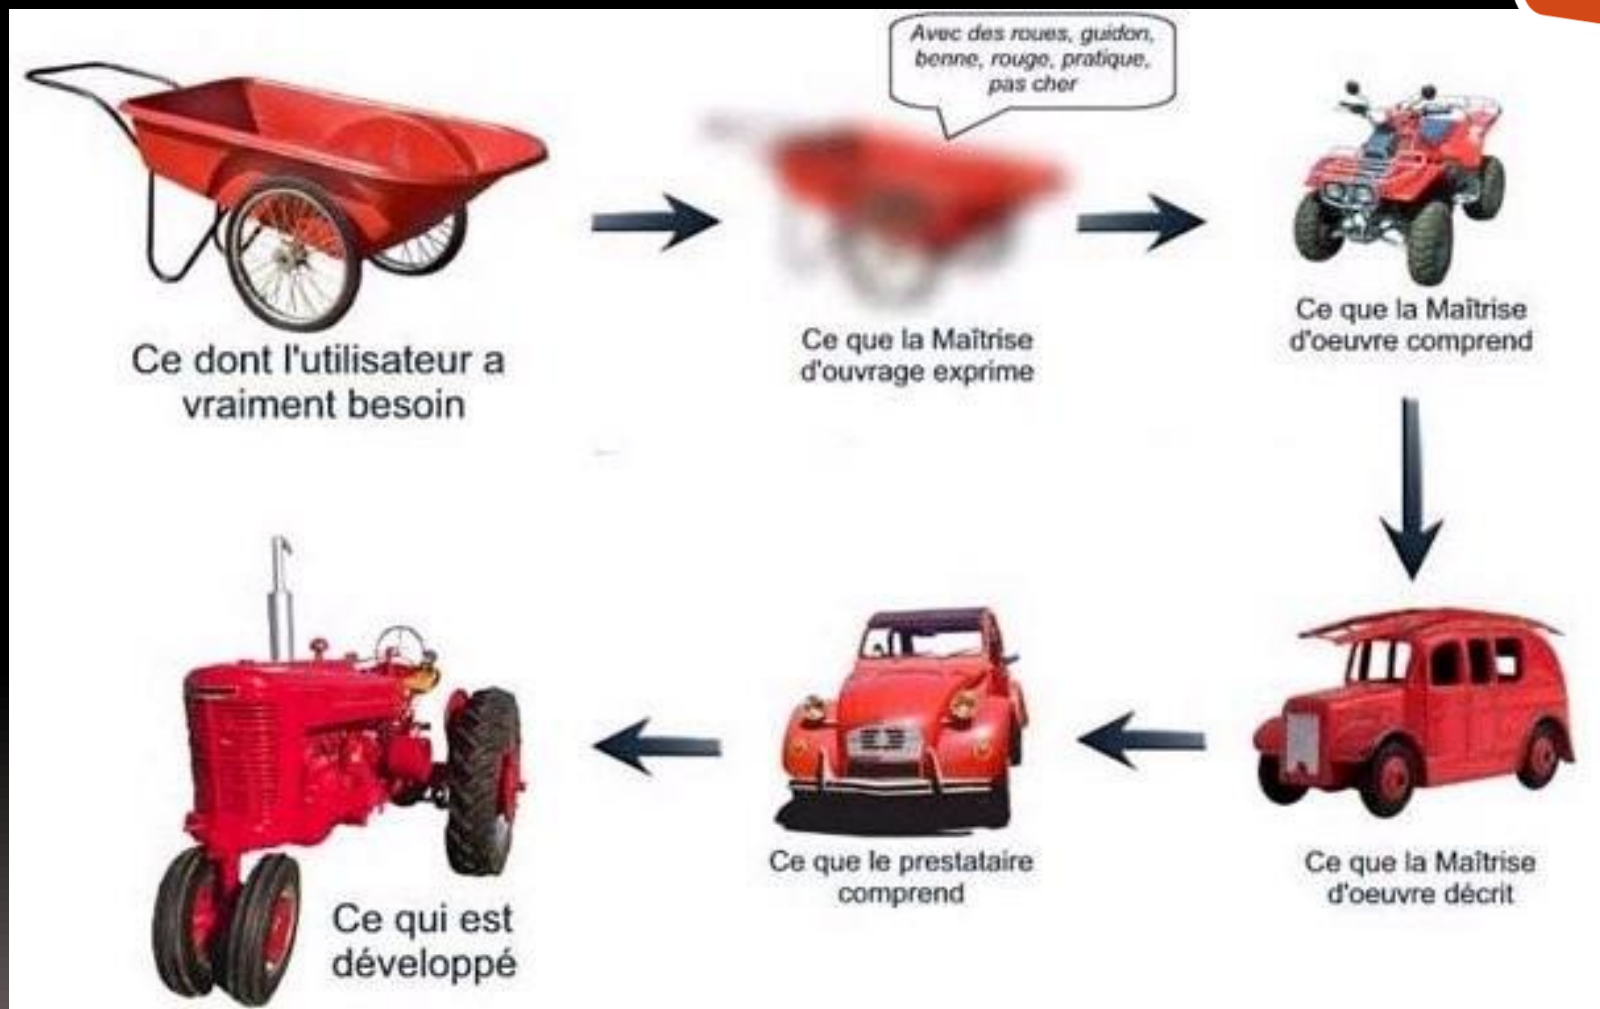 Avec des roues, guidon,
benne, rouge, pratique,
pas cher
Ce dont l'utilisateur a
vraiment besoin
Ce que la Maîtrise
d'ouvrage exprime
Ce que la Maîtrise
d'oeuvre comprend
Ce que la Maîtrise
d'oeuvre décrit
Ce que le prestataire
comprend
Ce qui est
développé